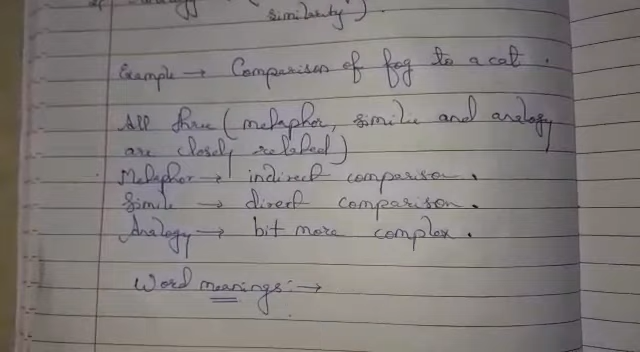 similarity).
Example → Comparison of fog to a cat.
All three (metaphor, simile and analogy
are closely related)
Metaphor → indirect comparison.
Simile → direct comparison.
Analogy → bit more complex.
Word meanings:→